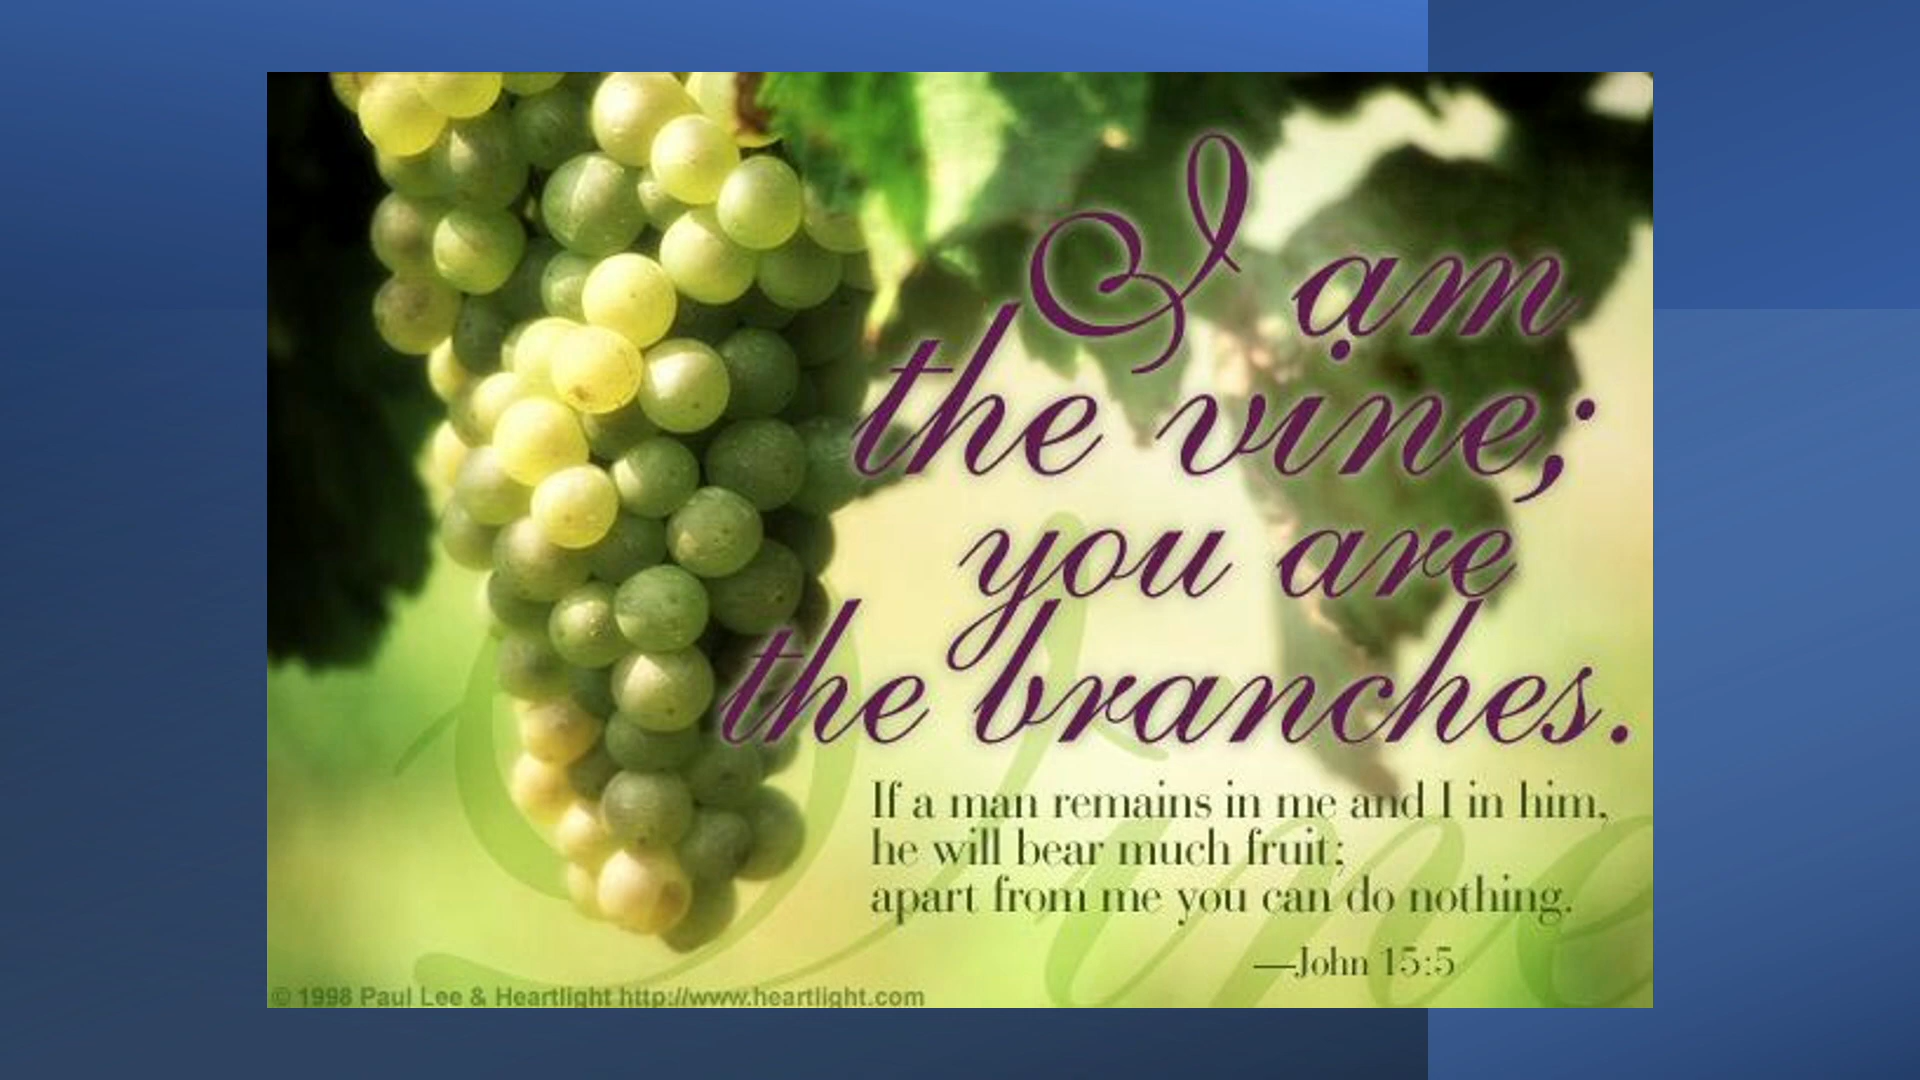 I am
the vine;
you are
the branches.
If a man remains in me and I in him,
he will bear much fruit;
apart from me you can do nothing.
—John 15:5
© 1998 Paul Lee & Heartlight http://www.heartlight.com
Vine